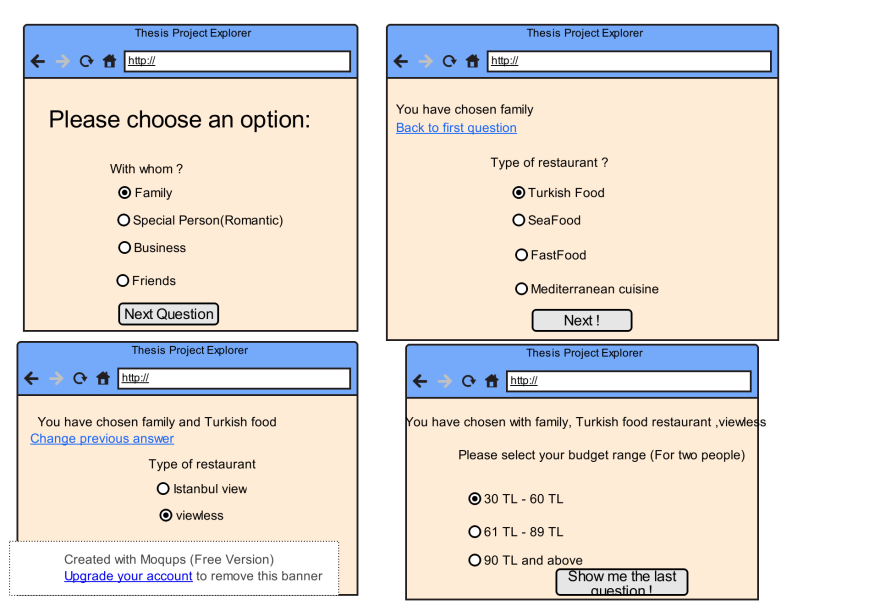 Thesis Project Explorer
http://
Please choose an option:
With whom ?
Family
Special Person(Romantic)
Business
Friends
Next Question
Thesis Project Explorer
http://
You have chosen family
Back to first question
Type of restaurant ?
Turkish Food
SeaFood
FastFood
Mediterranean cuisine
Next !
Thesis Project Explorer
http://
You have chosen family and Turkish food
Change previous answer
Type of restaurant
Istanbul view
viewless
Created with Moqups (Free Version)
Upgrade your account to remove this banner
Thesis Project Explorer
http://
You have chosen with family, Turkish food restaurant ,viewless
Please select your budget range (For two people)
30 TL - 60 TL
61 TL - 89 TL
90 TL and above
Show me the last
question !